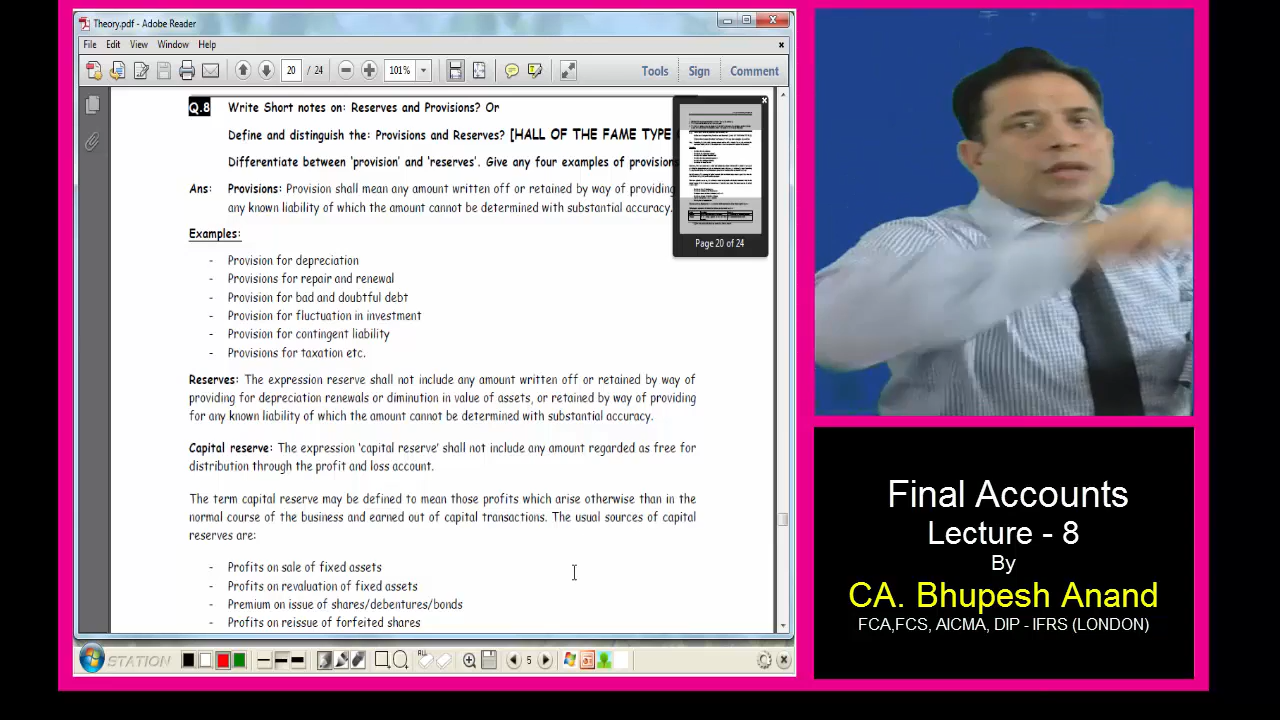 Theory.pdf - Adobe Reader
File Edit View Window Help
20 / 24 101% Tools Sign Comment
Q.8 Write Short notes on: Reserves and Provisions? Or
Define and distinguish the: Provisions and Reserves? [HALL OF THE FAME TYPE
Differentiate between 'provision' and 'reserves'. Give any four examples of provisions
Ans: Provisions: Provision shall mean any amount written off or retained by way of providing
any known liability of which the amount cannot be determined with substantial accuracy.
Page 20 of 24
Examples:
- Provision for depreciation
- Provisions for repair and renewal
- Provision for bad and doubtful debt
- Provision for fluctuation in investment
- Provision for contingent liability
- Provisions for taxation etc.
Reserves: The expression reserve shall not include any amount written off or retained by way of
providing for depreciation renewals or diminution in value of assets, or retained by way of providing
for any known liability of which the amount cannot be determined with substantial accuracy.
Capital reserve: The expression 'capital reserve' shall not include any amount regarded as free for
distribution through the profit and loss account.
The term capital reserve may be defined to mean those profits which arise otherwise than in the
normal course of the business and earned out of capital transactions. The usual sources of capital
reserves are:
- Profits on sale of fixed assets
- Profits on revaluation of fixed assets
- Premium on issue of shares/debentures/bonds
- Profits on reissue of forfeited shares
STATION 5
Final Accounts
Lecture - 8
By
CA. Bhupesh Anand
FCA,FCS, AICMA, DIP - IFRS (LONDON)